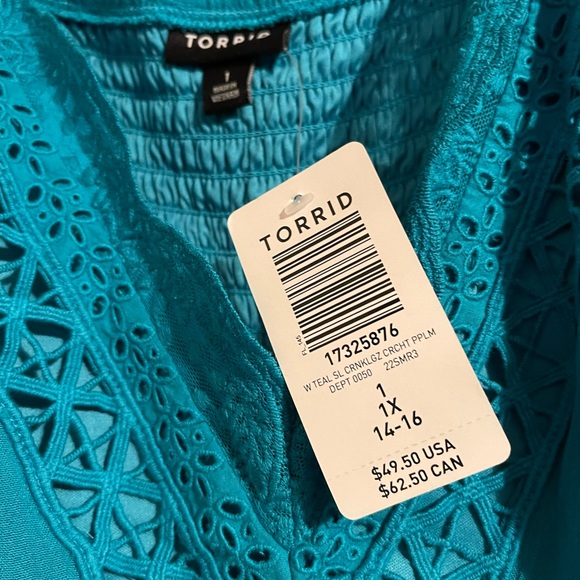 TORRID
1
TORRID
17325876
W TEAL SL CRNKLGZ CRCHT PPLM
DEPT 0050 22SMR3
1
1X
14-16
$49.50 USA
$62.50 CAN